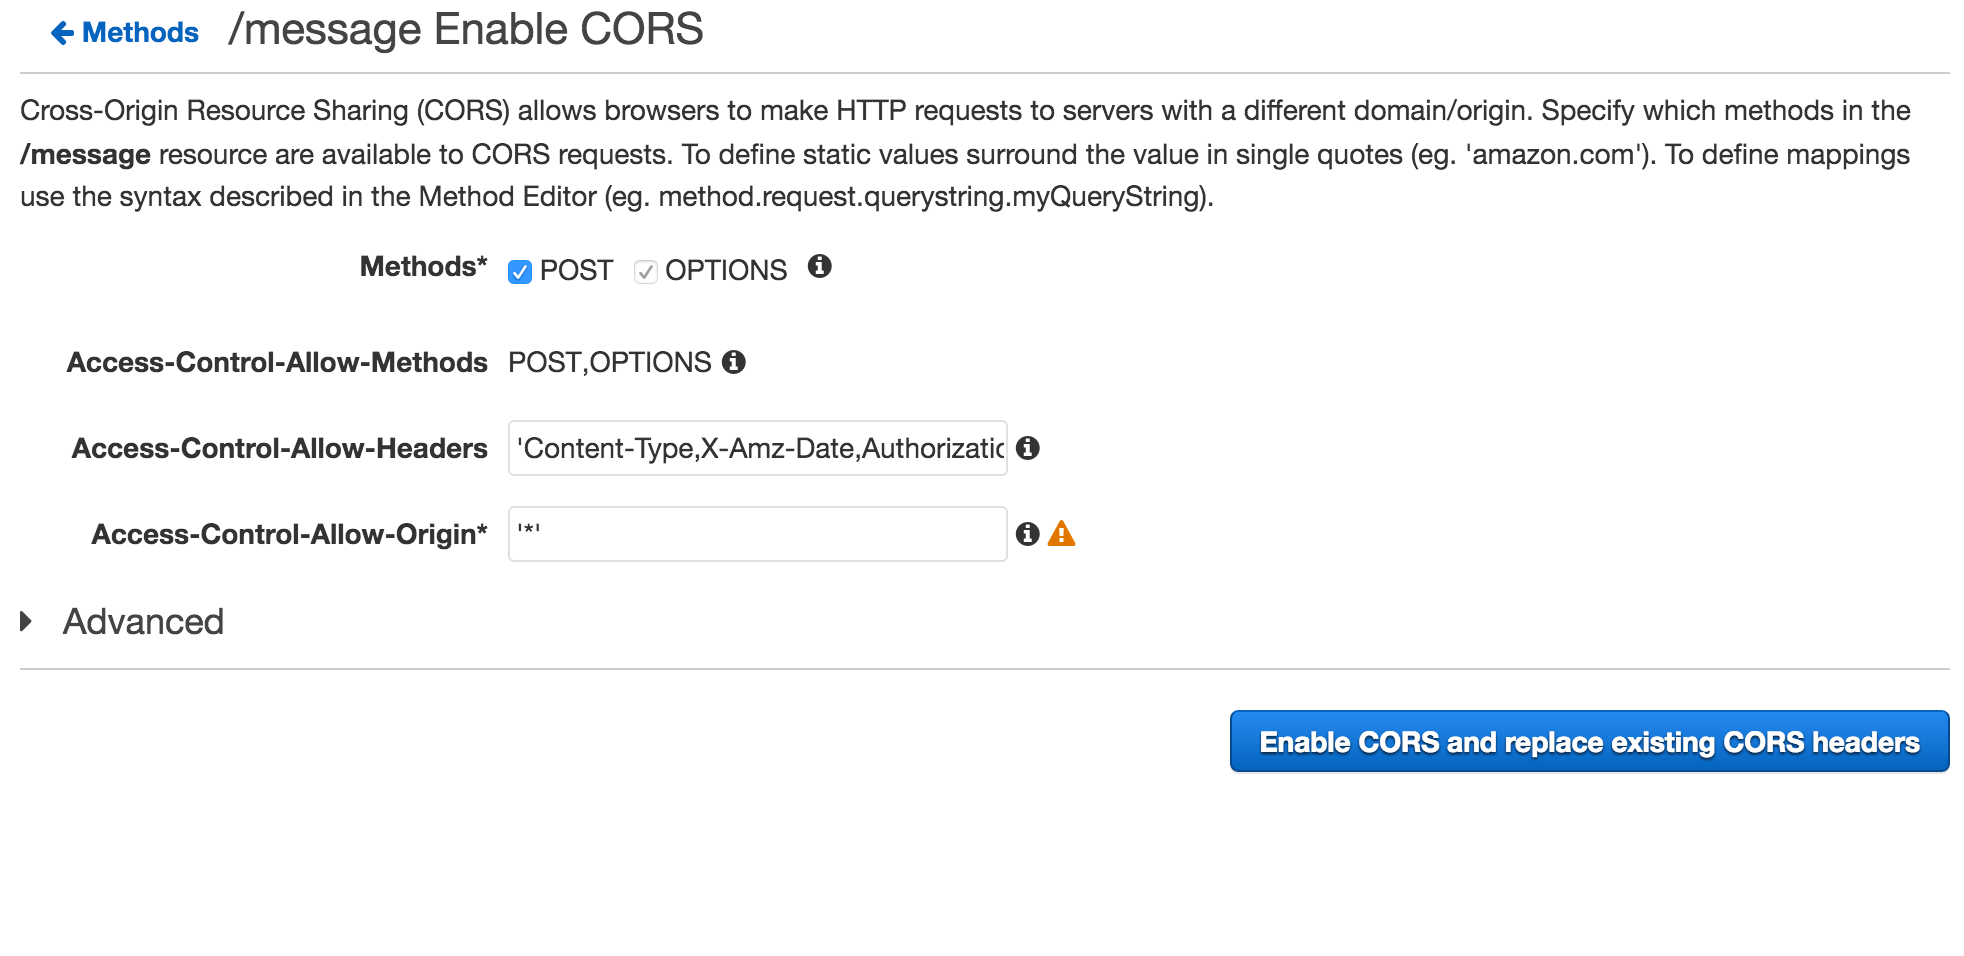 Methods /message Enable CORS
Cross-Origin Resource Sharing (CORS) allows browsers to make HTTP requests to servers with a different domain/origin. Specify which methods in the
/message resource are available to CORS requests. To define static values surround the value in single quotes (eg. 'amazon.com'). To define mappings
use the syntax described in the Method Editor (eg. method.request.querystring.myQueryString).
Methods* POST OPTIONS
Access-Control-Allow-Methods POST,OPTIONS
Access-Control-Allow-Headers 'Content-Type,X-Amz-Date,Authorizatic
Access-Control-Allow-Origin* '*'
Advanced
Enable CORS and replace existing CORS headers